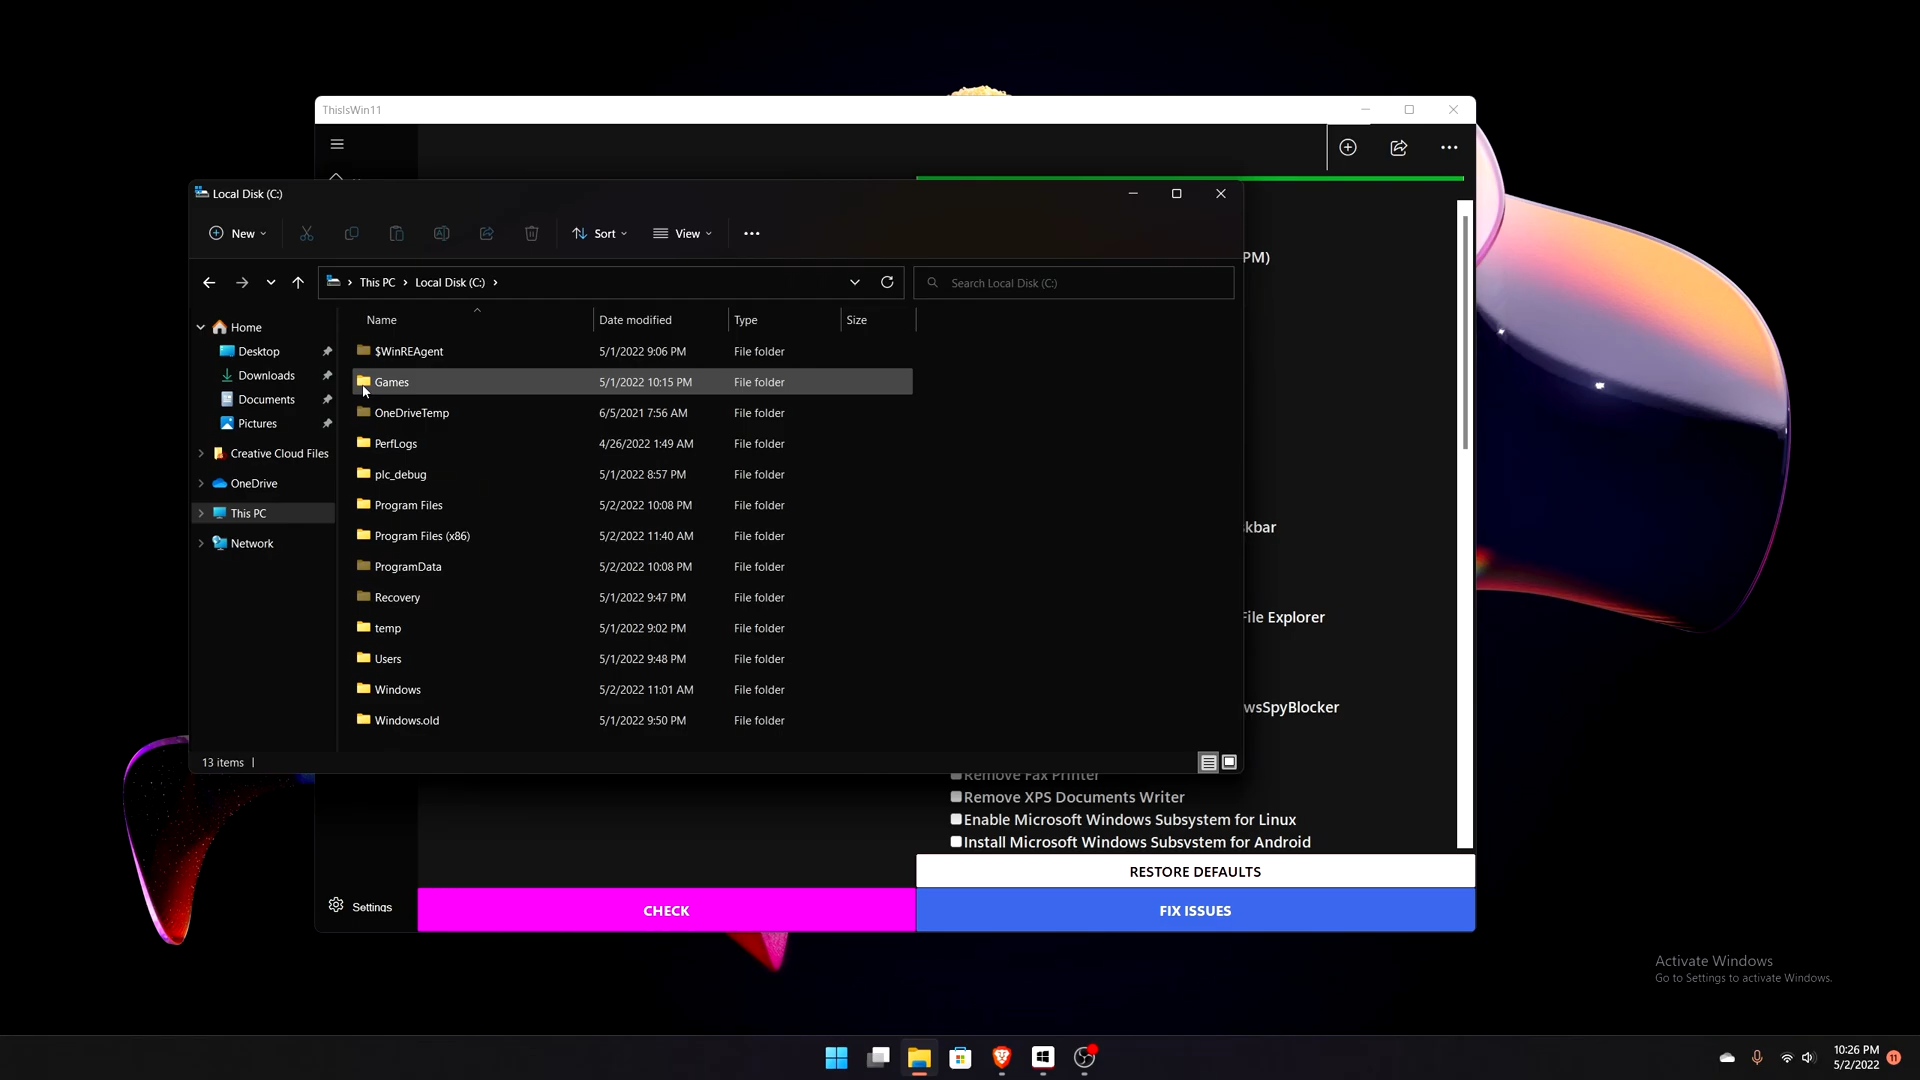 ThisIsWin11
Local Disk (C:)
New
Sort
View
This PC
Local Disk (C:)
Search Local Disk (C:)
Name
Date modified
Type
Size
Home
Desktop
Downloads
Documents
Pictures
Creative Cloud Files
OneDrive
This PC
Network
$WinREAgent 5/1/2022 9:06 PM File folder
Games 5/1/2022 10:15 PM File folder
OneDriveTemp 6/5/2021 7:56 AM File folder
PerfLogs 4/26/2022 1:49 AM File folder
plc_debug 5/1/2022 8:57 PM File folder
Program Files 5/2/2022 10:08 PM File folder
Program Files (x86) 5/2/2022 11:40 AM File folder
ProgramData 5/2/2022 10:08 PM File folder
Recovery 5/1/2022 9:47 PM File folder
temp 5/1/2022 9:02 PM File folder
Users 5/1/2022 9:48 PM File folder
Windows 5/2/2022 11:01 AM File folder
Windows.old 5/1/2022 9:50 PM File folder
13 items
PM)
kbar
File Explorer
wsSpyBlocker
Remove Fax Printer
Remove XPS Documents Writer
Enable Microsoft Windows Subsystem for Linux
Install Microsoft Windows Subsystem for Android
RESTORE DEFAULTS
Settings
CHECK
FIX ISSUES
Activate Windows
Go to Settings to activate Windows.
10:26 PM
5/2/2022
11